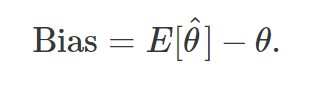 Bias = E[θ̂] − θ.